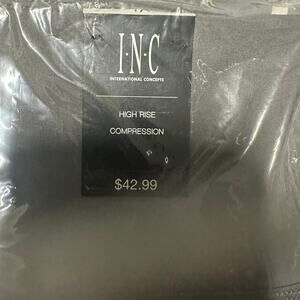 I·N·C
INTERNATIONAL CONCEPTS
HIGH RISE
COMPRESSION
$42.99